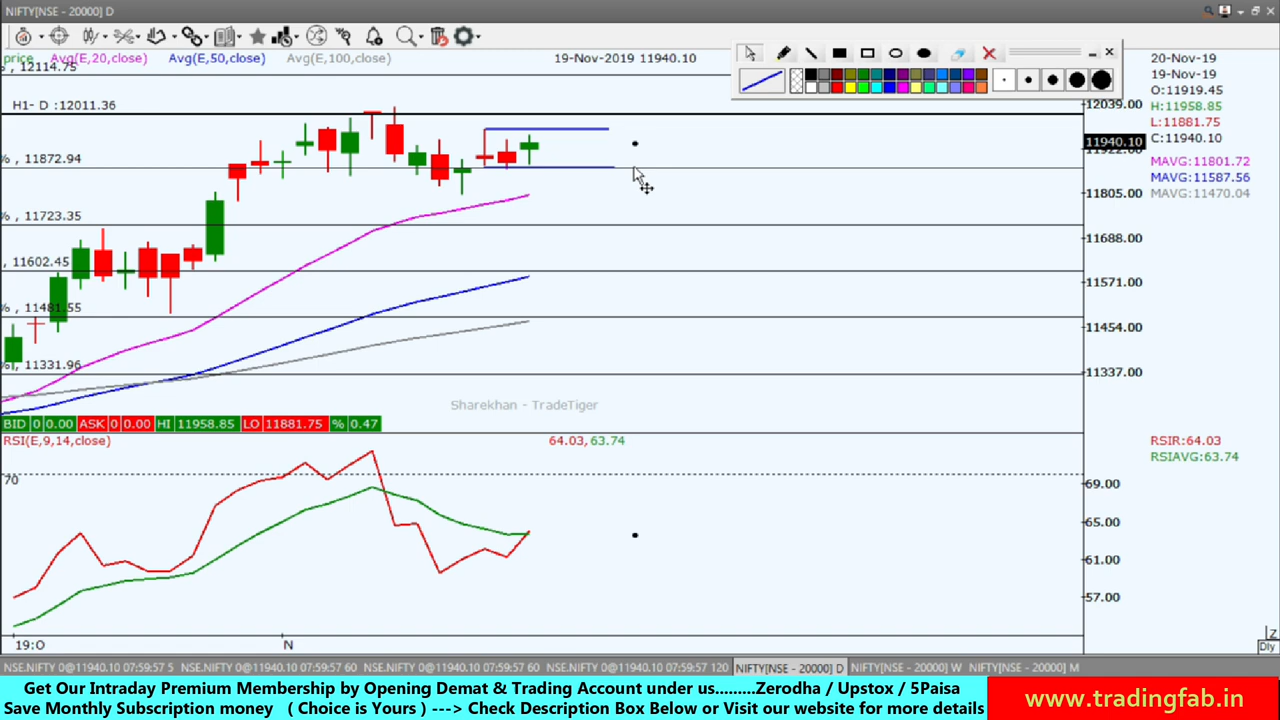 NIFTY[NSE - 20000] D
price Avg(E,20,close) Avg(E,50,close) Avg(E,100,close) 19-Nov-2019 11940.10
% , 12114.75
H1- D :12011.36
% , 11872.94
% , 11723.35
% , 11602.45
% , 11481.55
%, 11331.96
20-Nov-19
19-Nov-19
O:11919.45
H:11958.85
L:11881.75
C:11940.10
MAVG:11801.72
MAVG:11587.56
MAVG:11470.04
12039.00
11940.10
11922.00
11805.00
11688.00
11571.00
11454.00
11337.00
Sharekhan - TradeTiger
BID 0 0.00 ASK 0 0.00 HI 11958.85 LO 11881.75 % 0.47
RSI(E,9,14,close) 64.03, 63.74
RSIR:64.03
RSIAVG:63.74
70
69.00
65.00
61.00
57.00
19:O N
Z
Dly
NSE.NIFTY 0@11940.10 07:59:57 5 NSE.NIFTY 0@11940.10 07:59:57 60 NSE.NIFTY 0@11940.10 07:59:57 60 NSE.NIFTY 0@11940.10 07:59:57 120 NIFTY[NSE - 20000] D NIFTY[NSE - 20000] W NIFTY[NSE - 20000] M
Get Our Intraday Premium Membership by Opening Demat & Trading Account under us.........Zerodha / Upstox / 5Paisa
Save Monthly Subscription money ( Choice is Yours ) ---> Check Description Box Below or Visit our website for more details
www.tradingfab.in